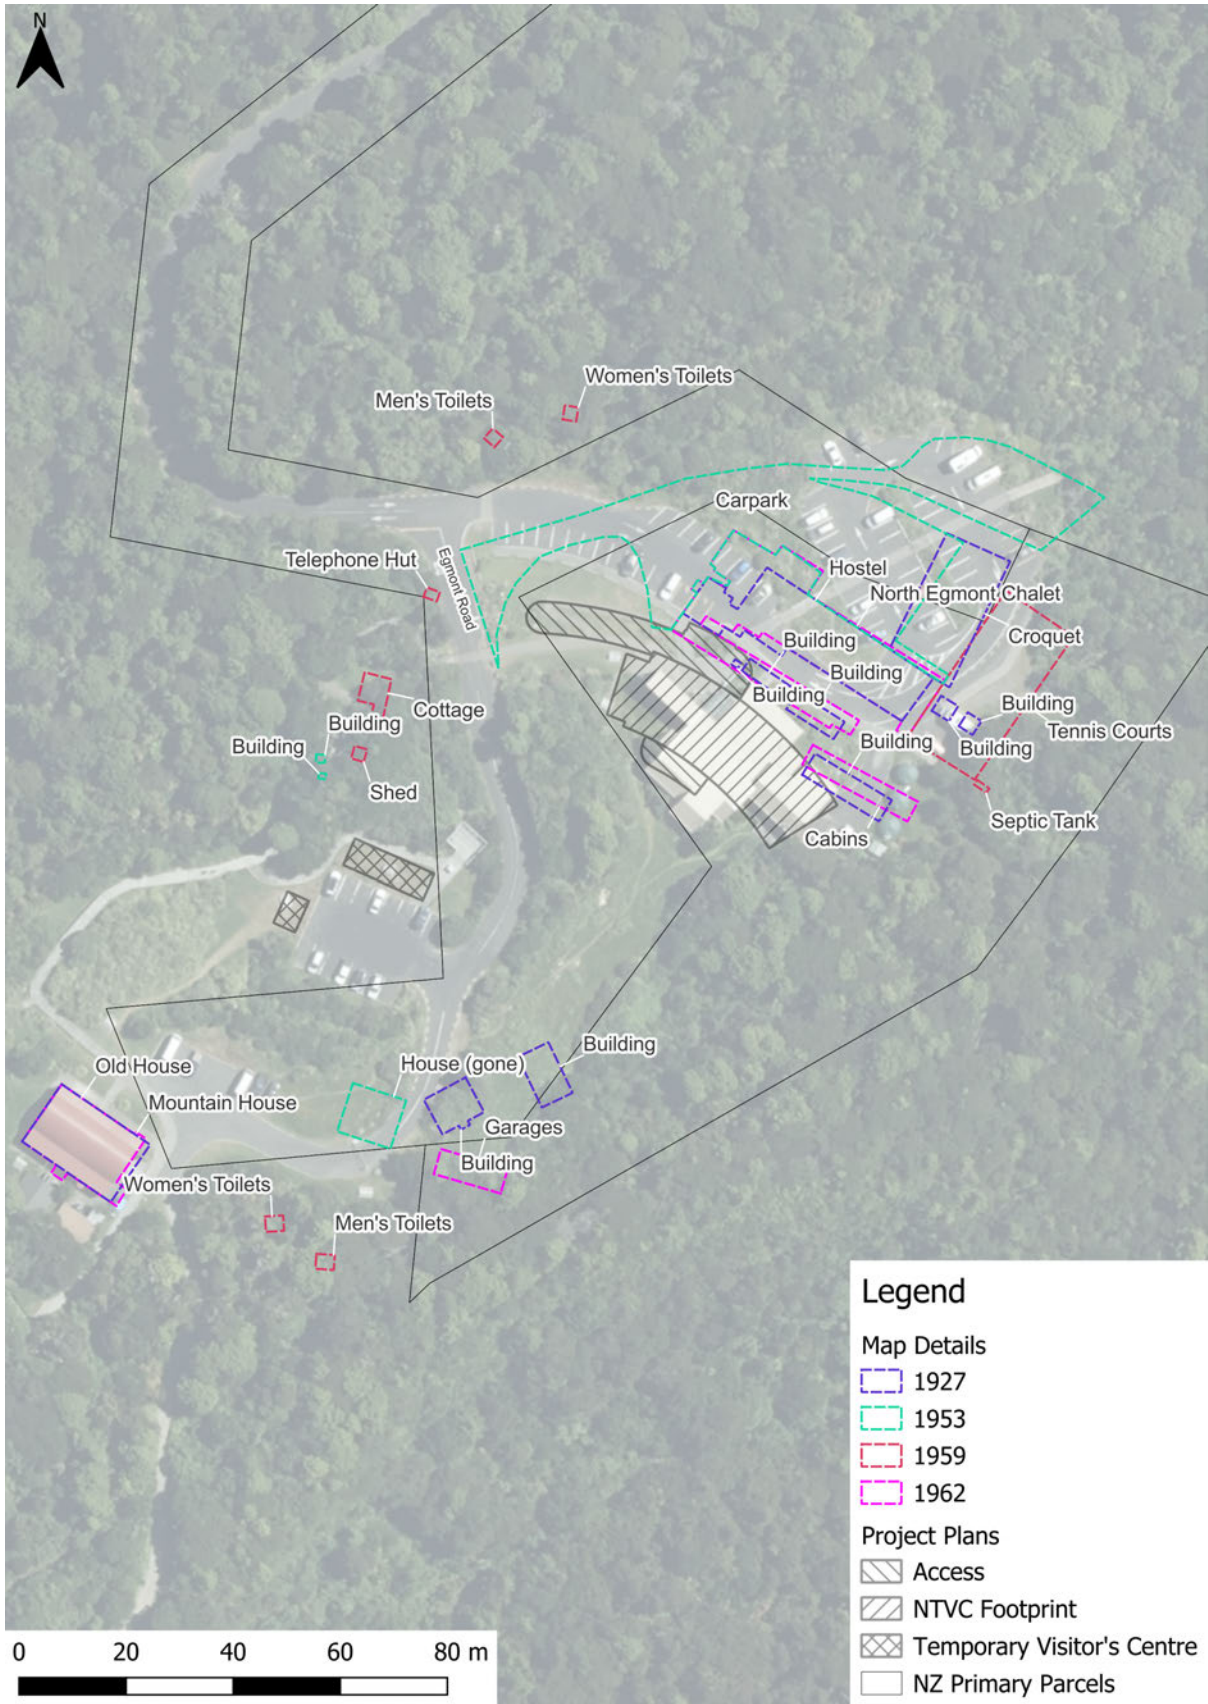 N
Women's Toilets
Men's Toilets
Carpark
Telephone Hut
Egmont Road
Hostel
North Egmont Chalet
Croquet
Building
Building
Building
Cottage
Building
Building
Building
Tennis Courts
Building
Building
Shed
Septic Tank
Cabins
Building
House (gone)
Old House
Mountain House
Garages
Building
Women's Toilets
Men's Toilets
Legend
Map Details
1927
1953
1959
1962
Project Plans
Access
NTVC Footprint
Temporary Visitor's Centre
NZ Primary Parcels
0 20 40 60 80 m